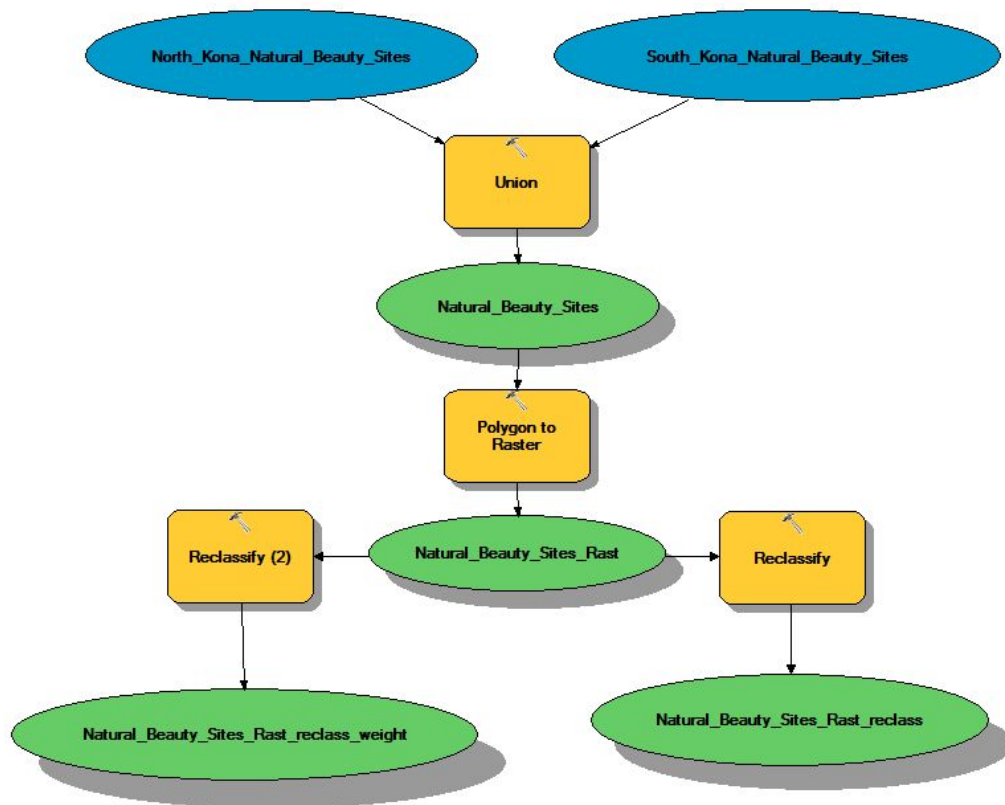 North_Kona_Natural_Beauty_Sites
South_Kona_Natural_Beauty_Sites
Union
Natural_Beauty_Sites
Polygon to
Raster
Reclassify (2)
Natural_Beauty_Sites_Rast
Reclassify
Natural_Beauty_Sites_Rast_reclass_weight
Natural_Beauty_Sites_Rast_reclass